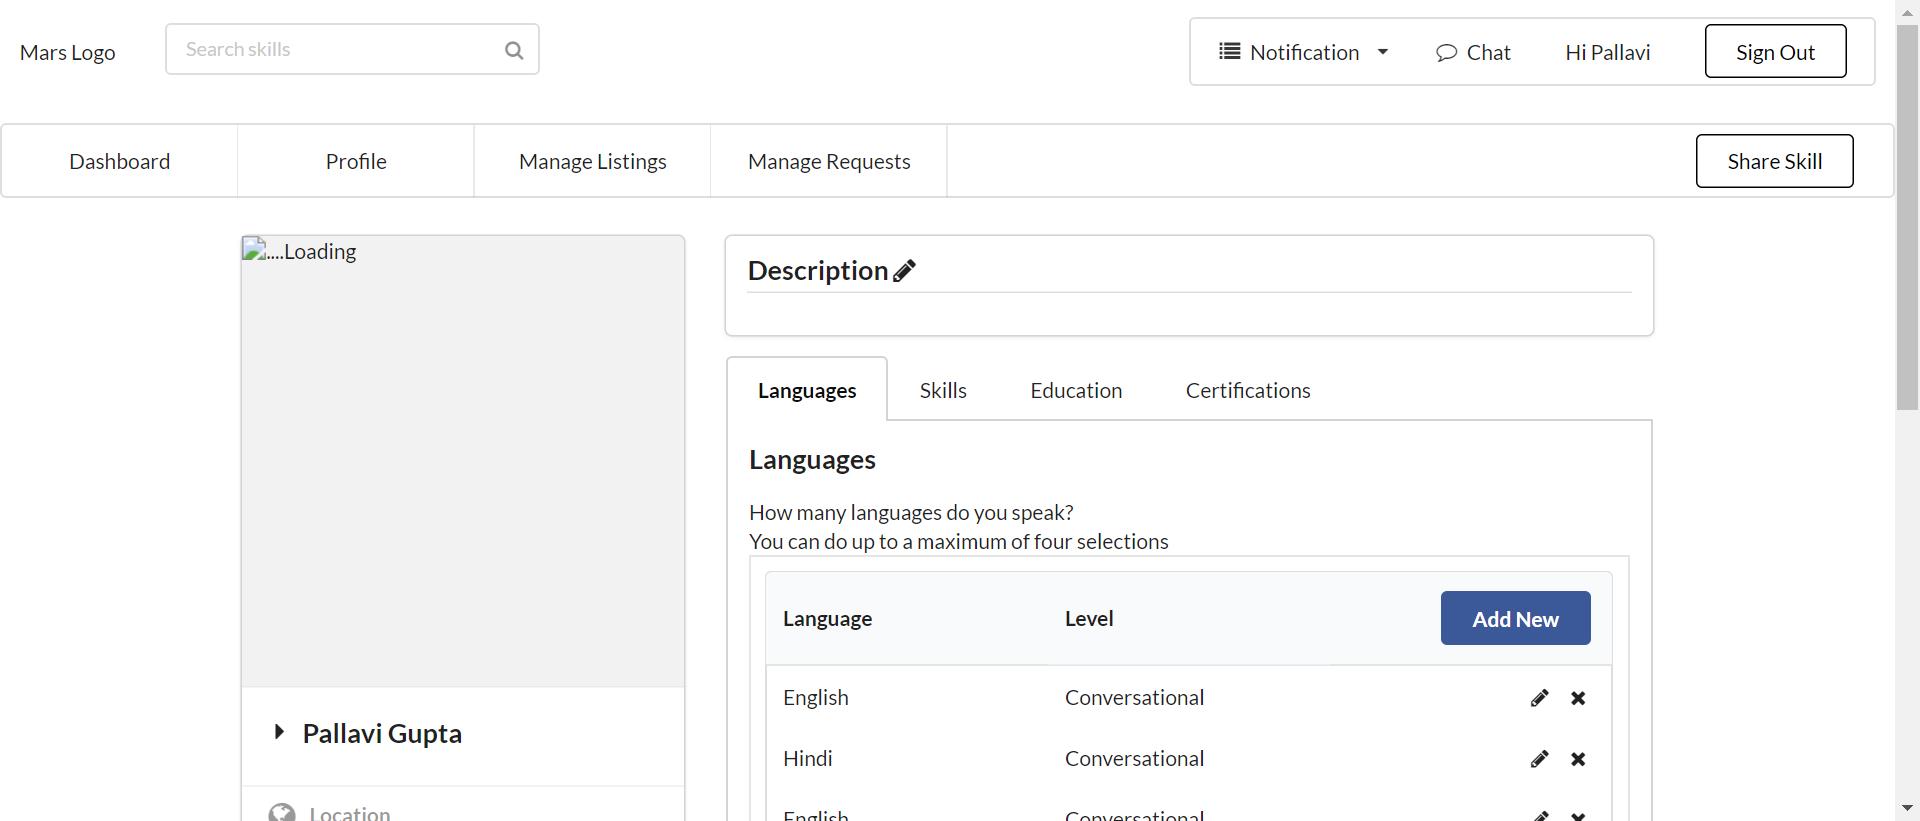 Mars Logo
Search skills
Notification
Chat
Hi Pallavi
Sign Out
Dashboard
Profile
Manage Listings
Manage Requests
Share Skill
....Loading
Pallavi Gupta
Location
Description
Languages
Skills
Education
Certifications
Languages
How many languages do you speak?
You can do up to a maximum of four selections
Language Level Add New
English Conversational
Hindi Conversational
English Conversational